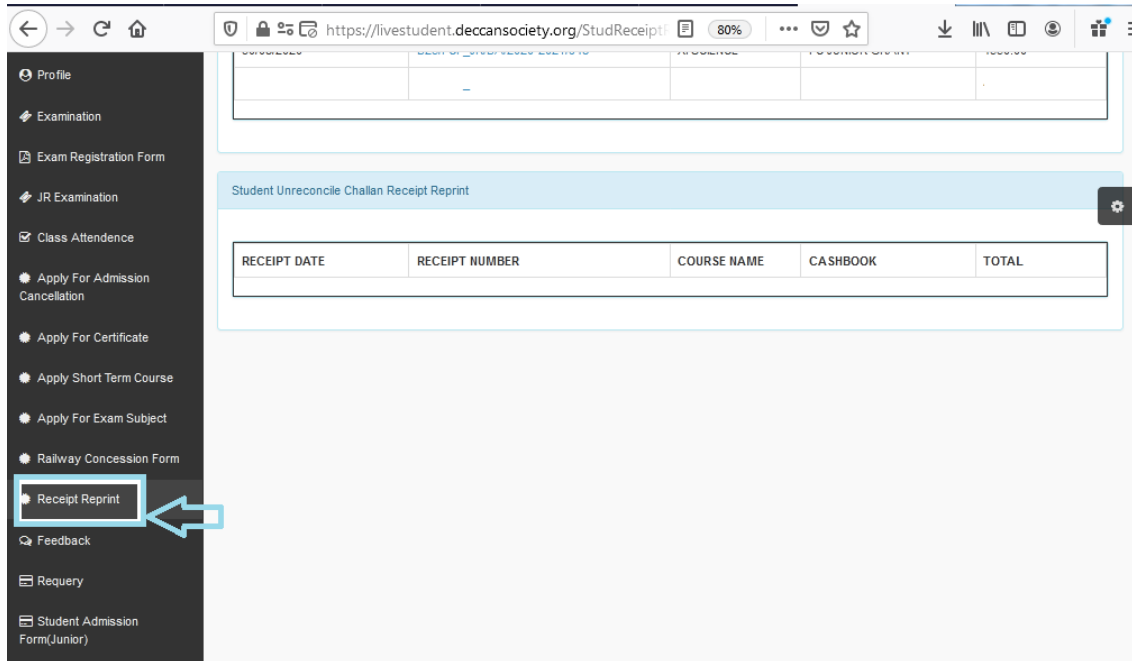 https://livestudent.deccansociety.org/StudReceipt
80%
Profile
Examination
Exam Registration Form
JR Examination
Class Attendence
Apply For Admission
Cancellation
Apply For Certificate
Apply Short Term Course
Apply For Exam Subject
Railway Concession Form
Receipt Reprint
Feedback
Requery
Student Admission
Form(Junior)
Student Unreconcile Challan Receipt Reprint
RECEIPT DATE RECEIPT NUMBER COURSE NAME CASHBOOK TOTAL